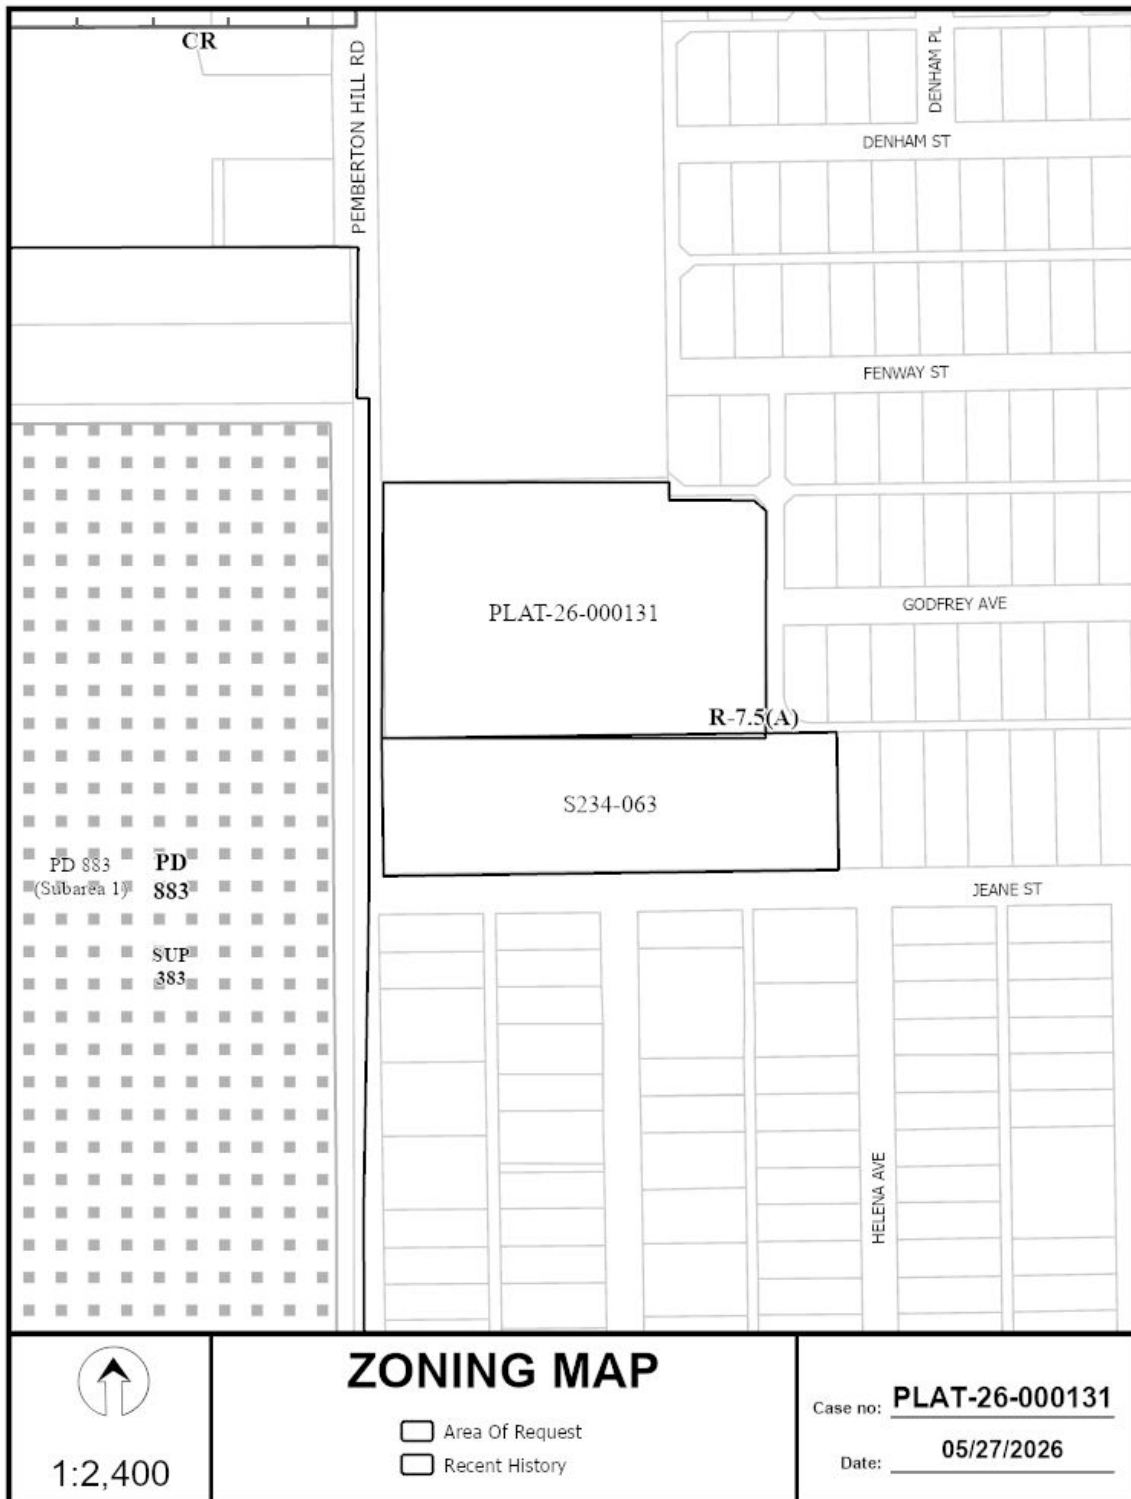 CR
PEMBERTON HILL RD
DENHAM PL
DENHAM ST
FENWAY ST
PLAT-26-000131
GODFREY AVE
R-7.5(A)
S234-063
PD 883
(Subarea 1)
PD
883
JEANE ST
SUP
383
HELENA AVE
ZONING MAP
Area Of Request
Recent History
1:2,400
Case no: PLAT-26-000131
Date: 05/27/2026